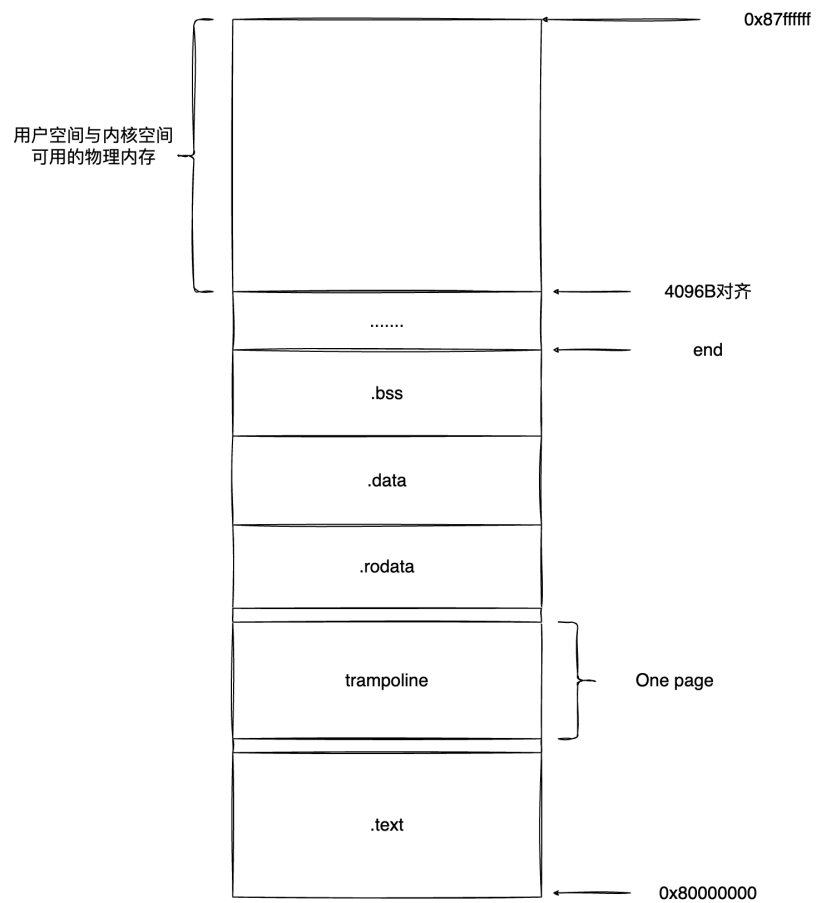 0x87ffffff
用户空间与内核空间
可用的物理内存
4096B对齐
.......
end
.bss
.data
.rodata
trampoline
One page
.text
0x80000000